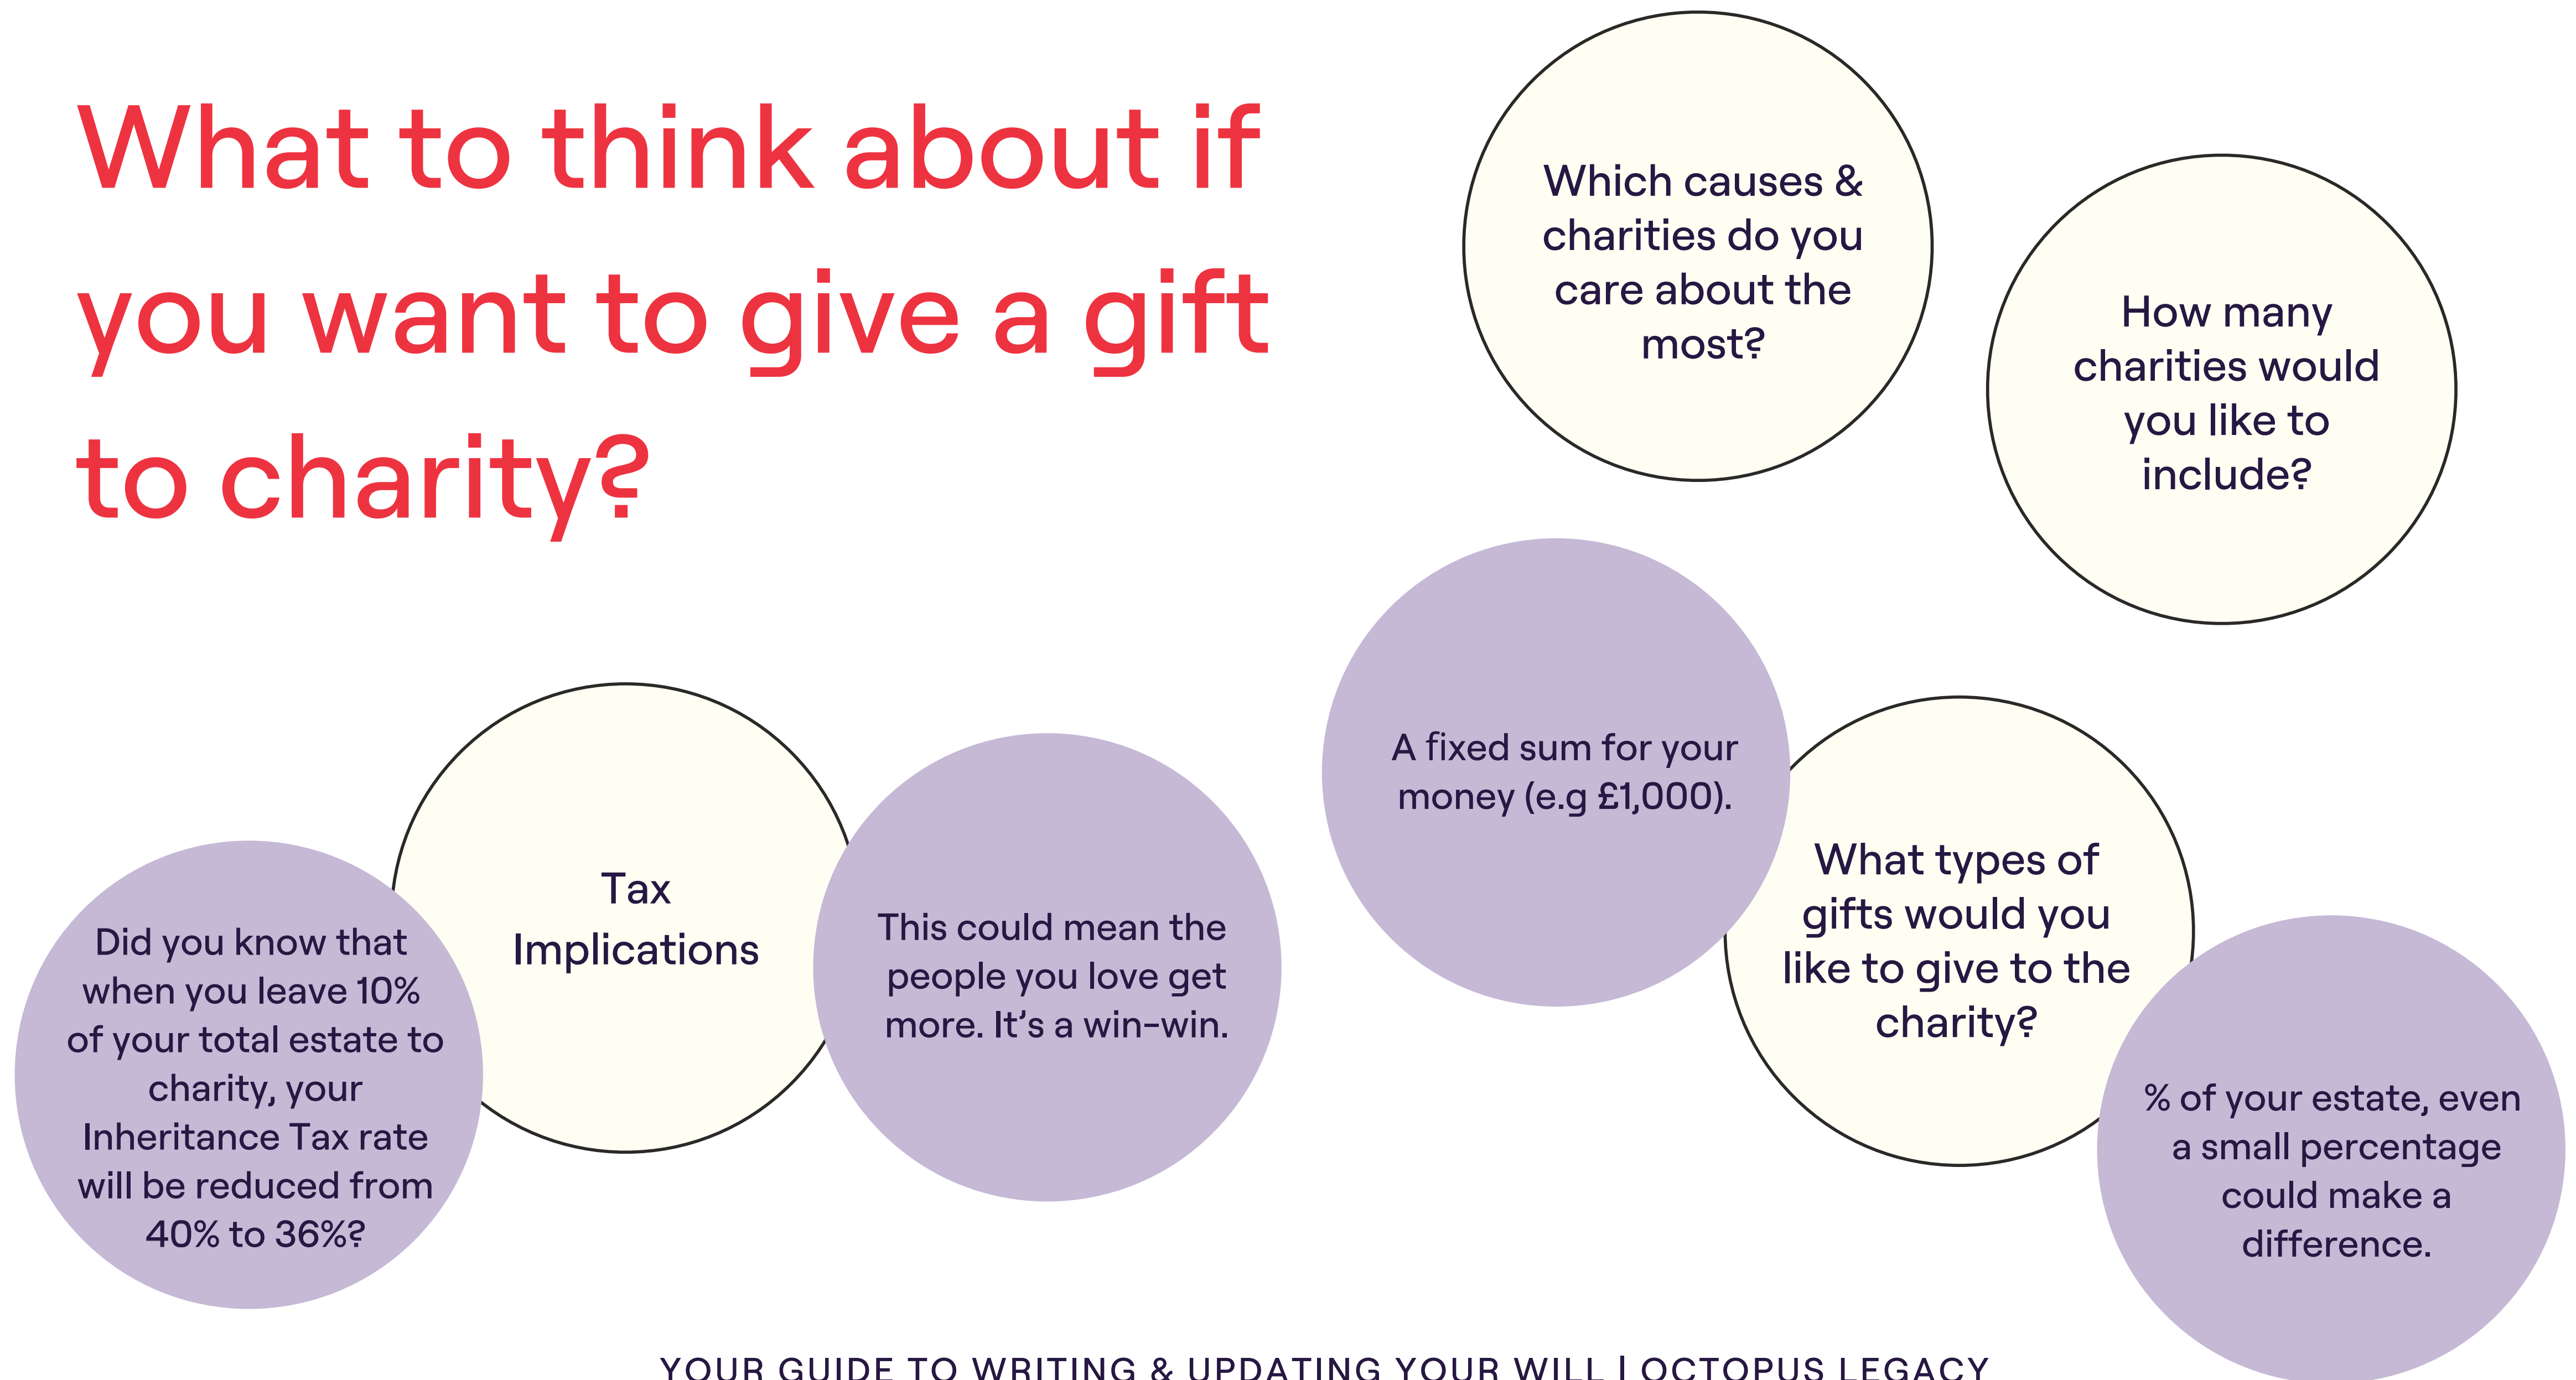 What to think about if
you want to give a gift
to charity?
Which causes &
charities do you
care about the
most?
How many
charities would
you like to
include?
Tax
Implications
Did you know that
when you leave 10%
of your total estate to
charity, your
Inheritance Tax rate
will be reduced from
40% to 36%?
This could mean the
people you love get
more. It’s a win-win.
A fixed sum for your
money (e.g £1,000).
What types of
gifts would you
like to give to the
charity?
% of your estate, even
a small percentage
could make a
difference.
YOUR GUIDE TO WRITING & UPDATING YOUR WILL | OCTOPUS LEGACY